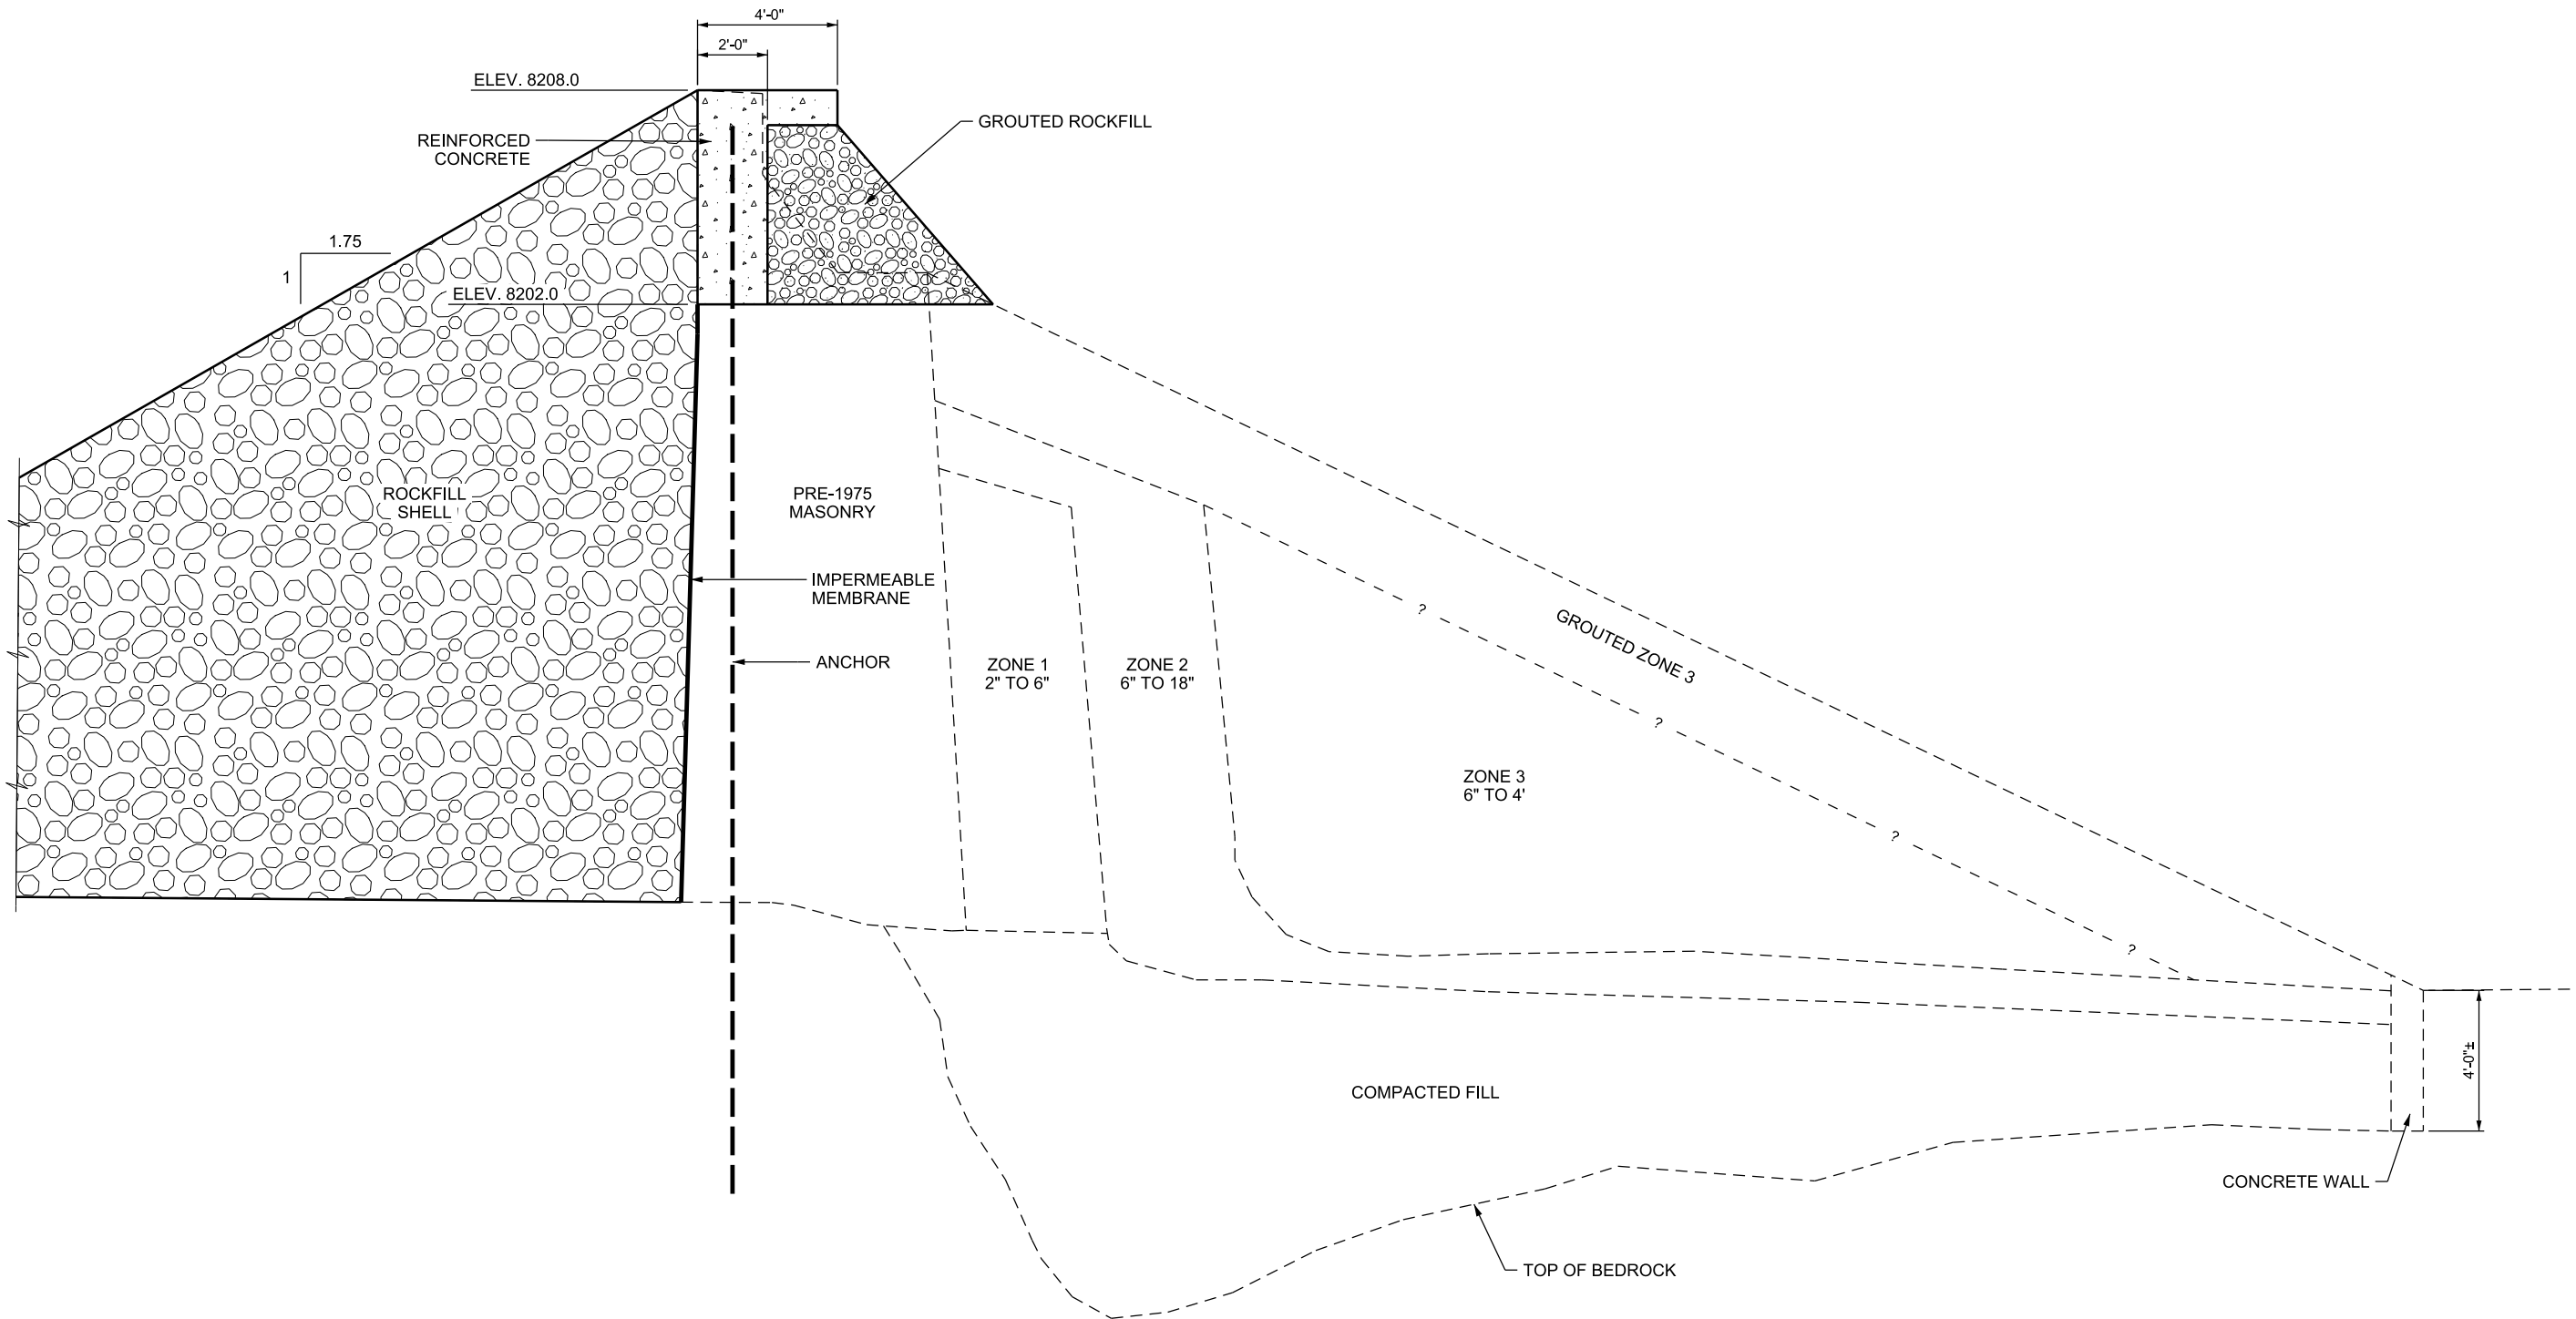 4'-0"
2'-0"
ELEV. 8208.0
REINFORCED
CONCRETE
GROUTED ROCKFILL
1.75
1
ELEV. 8202.0
ROCKFILL
SHELL
PRE-1975
MASONRY
IMPERMEABLE
MEMBRANE
ANCHOR
ZONE 1
2" TO 6"
ZONE 2
6" TO 18"
GROUTED ZONE 3
?
?
?
?
ZONE 3
6" TO 4'
4'-0"±
COMPACTED FILL
CONCRETE WALL
TOP OF BEDROCK